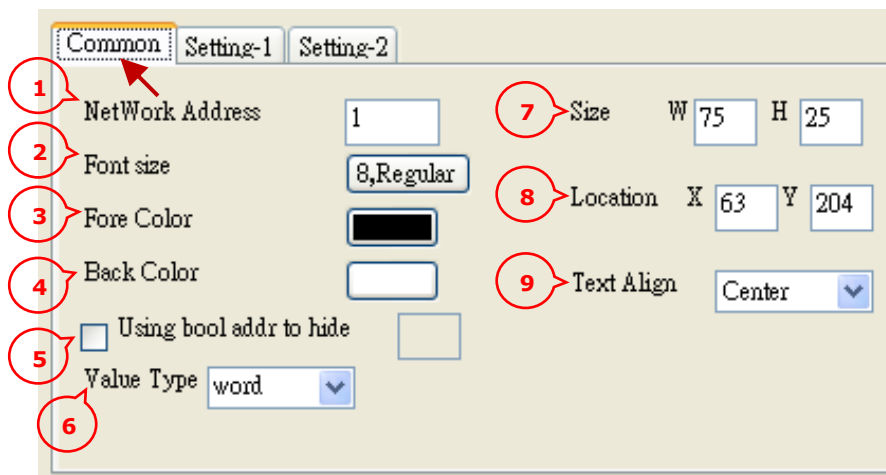 Common Setting-1 Setting-2
1 NetWork Address 1
2 Font size 8,Regular
3 Fore Color
4 Back Color
5 Using bool addr to hide
6 Value Type word
7 Size W 75 H 25
8 Location X 63 Y 204
9 Text Align Center